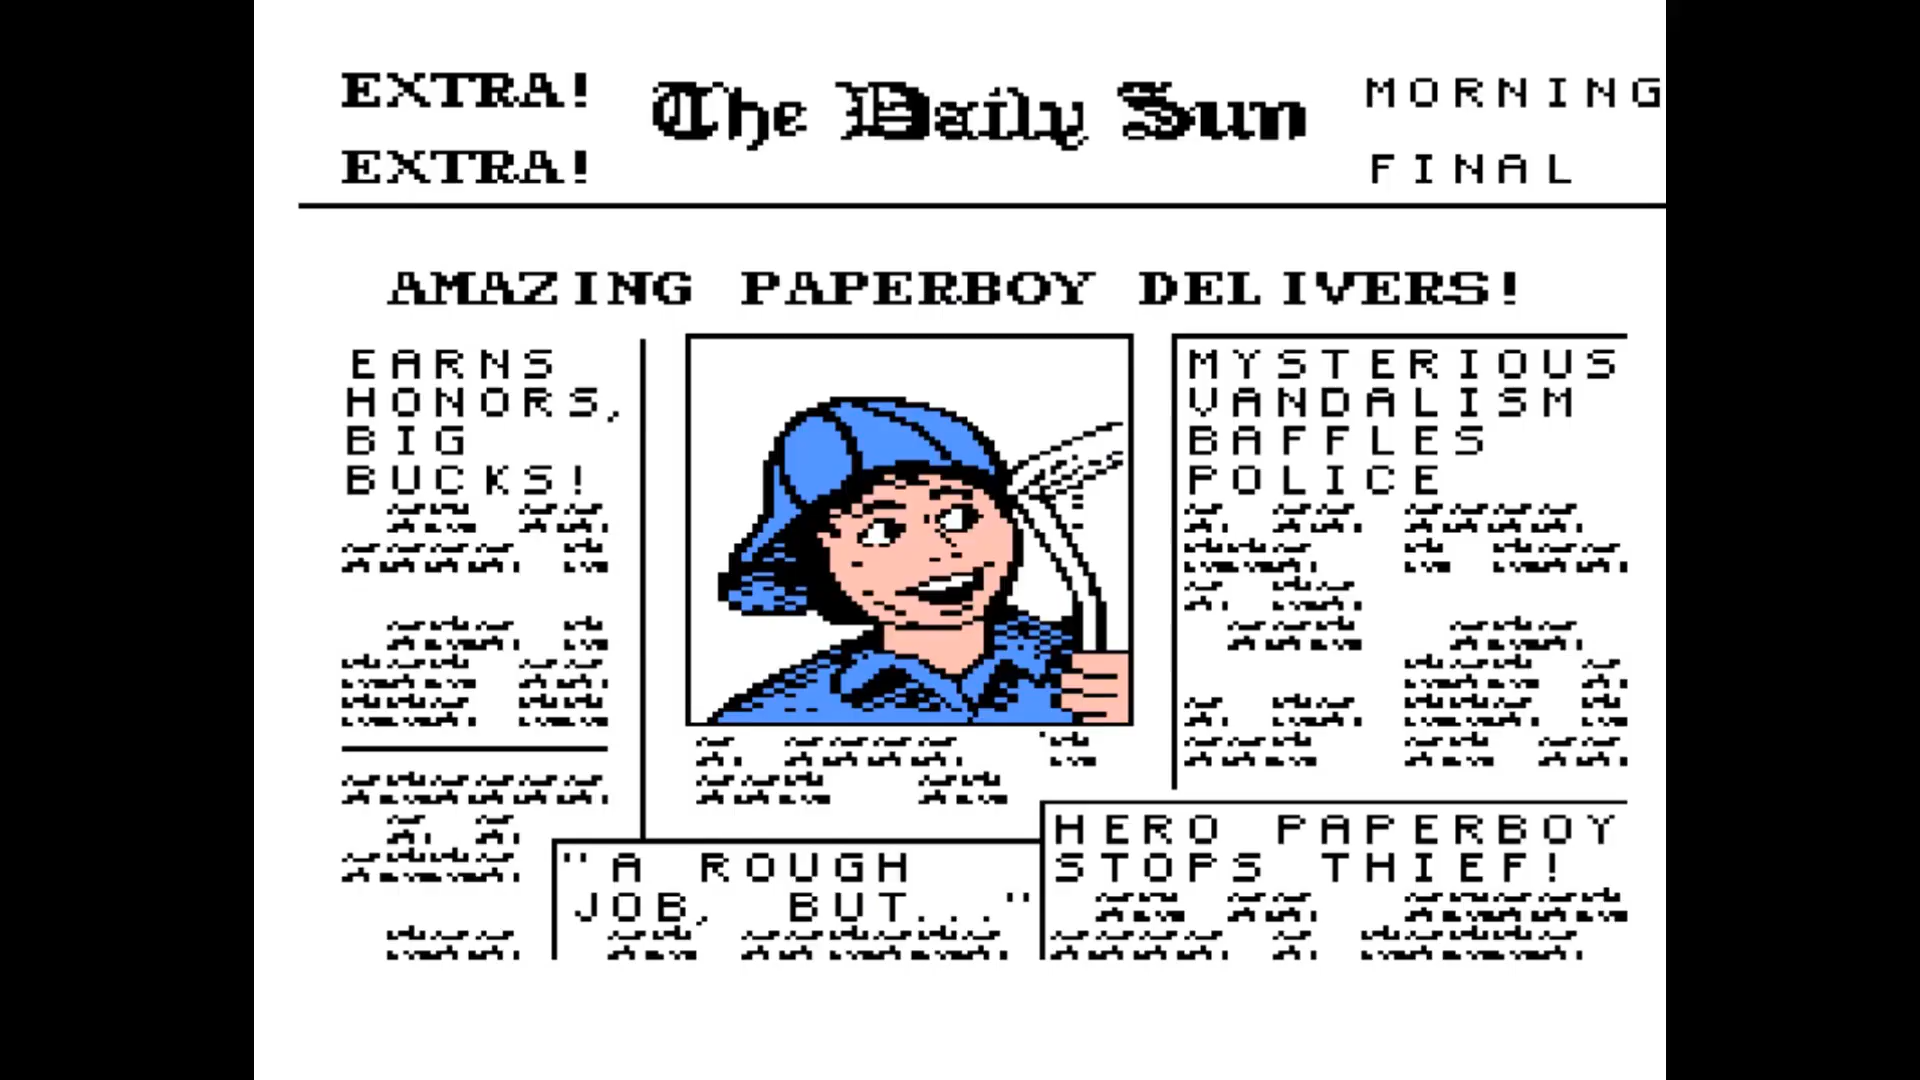 EXTRA! The Daily Sun MORNING
EXTRA! FINAL
AMAZING PAPERBOY DELIVERS!
EARNS
HONORS,
BIG
BUCKS!
MYSTERIOUS
VANDALISM
BAFFLES
POLICE
"A ROUGH
JOB, BUT..."
HERO PAPERBOY
STOPS THIEF!